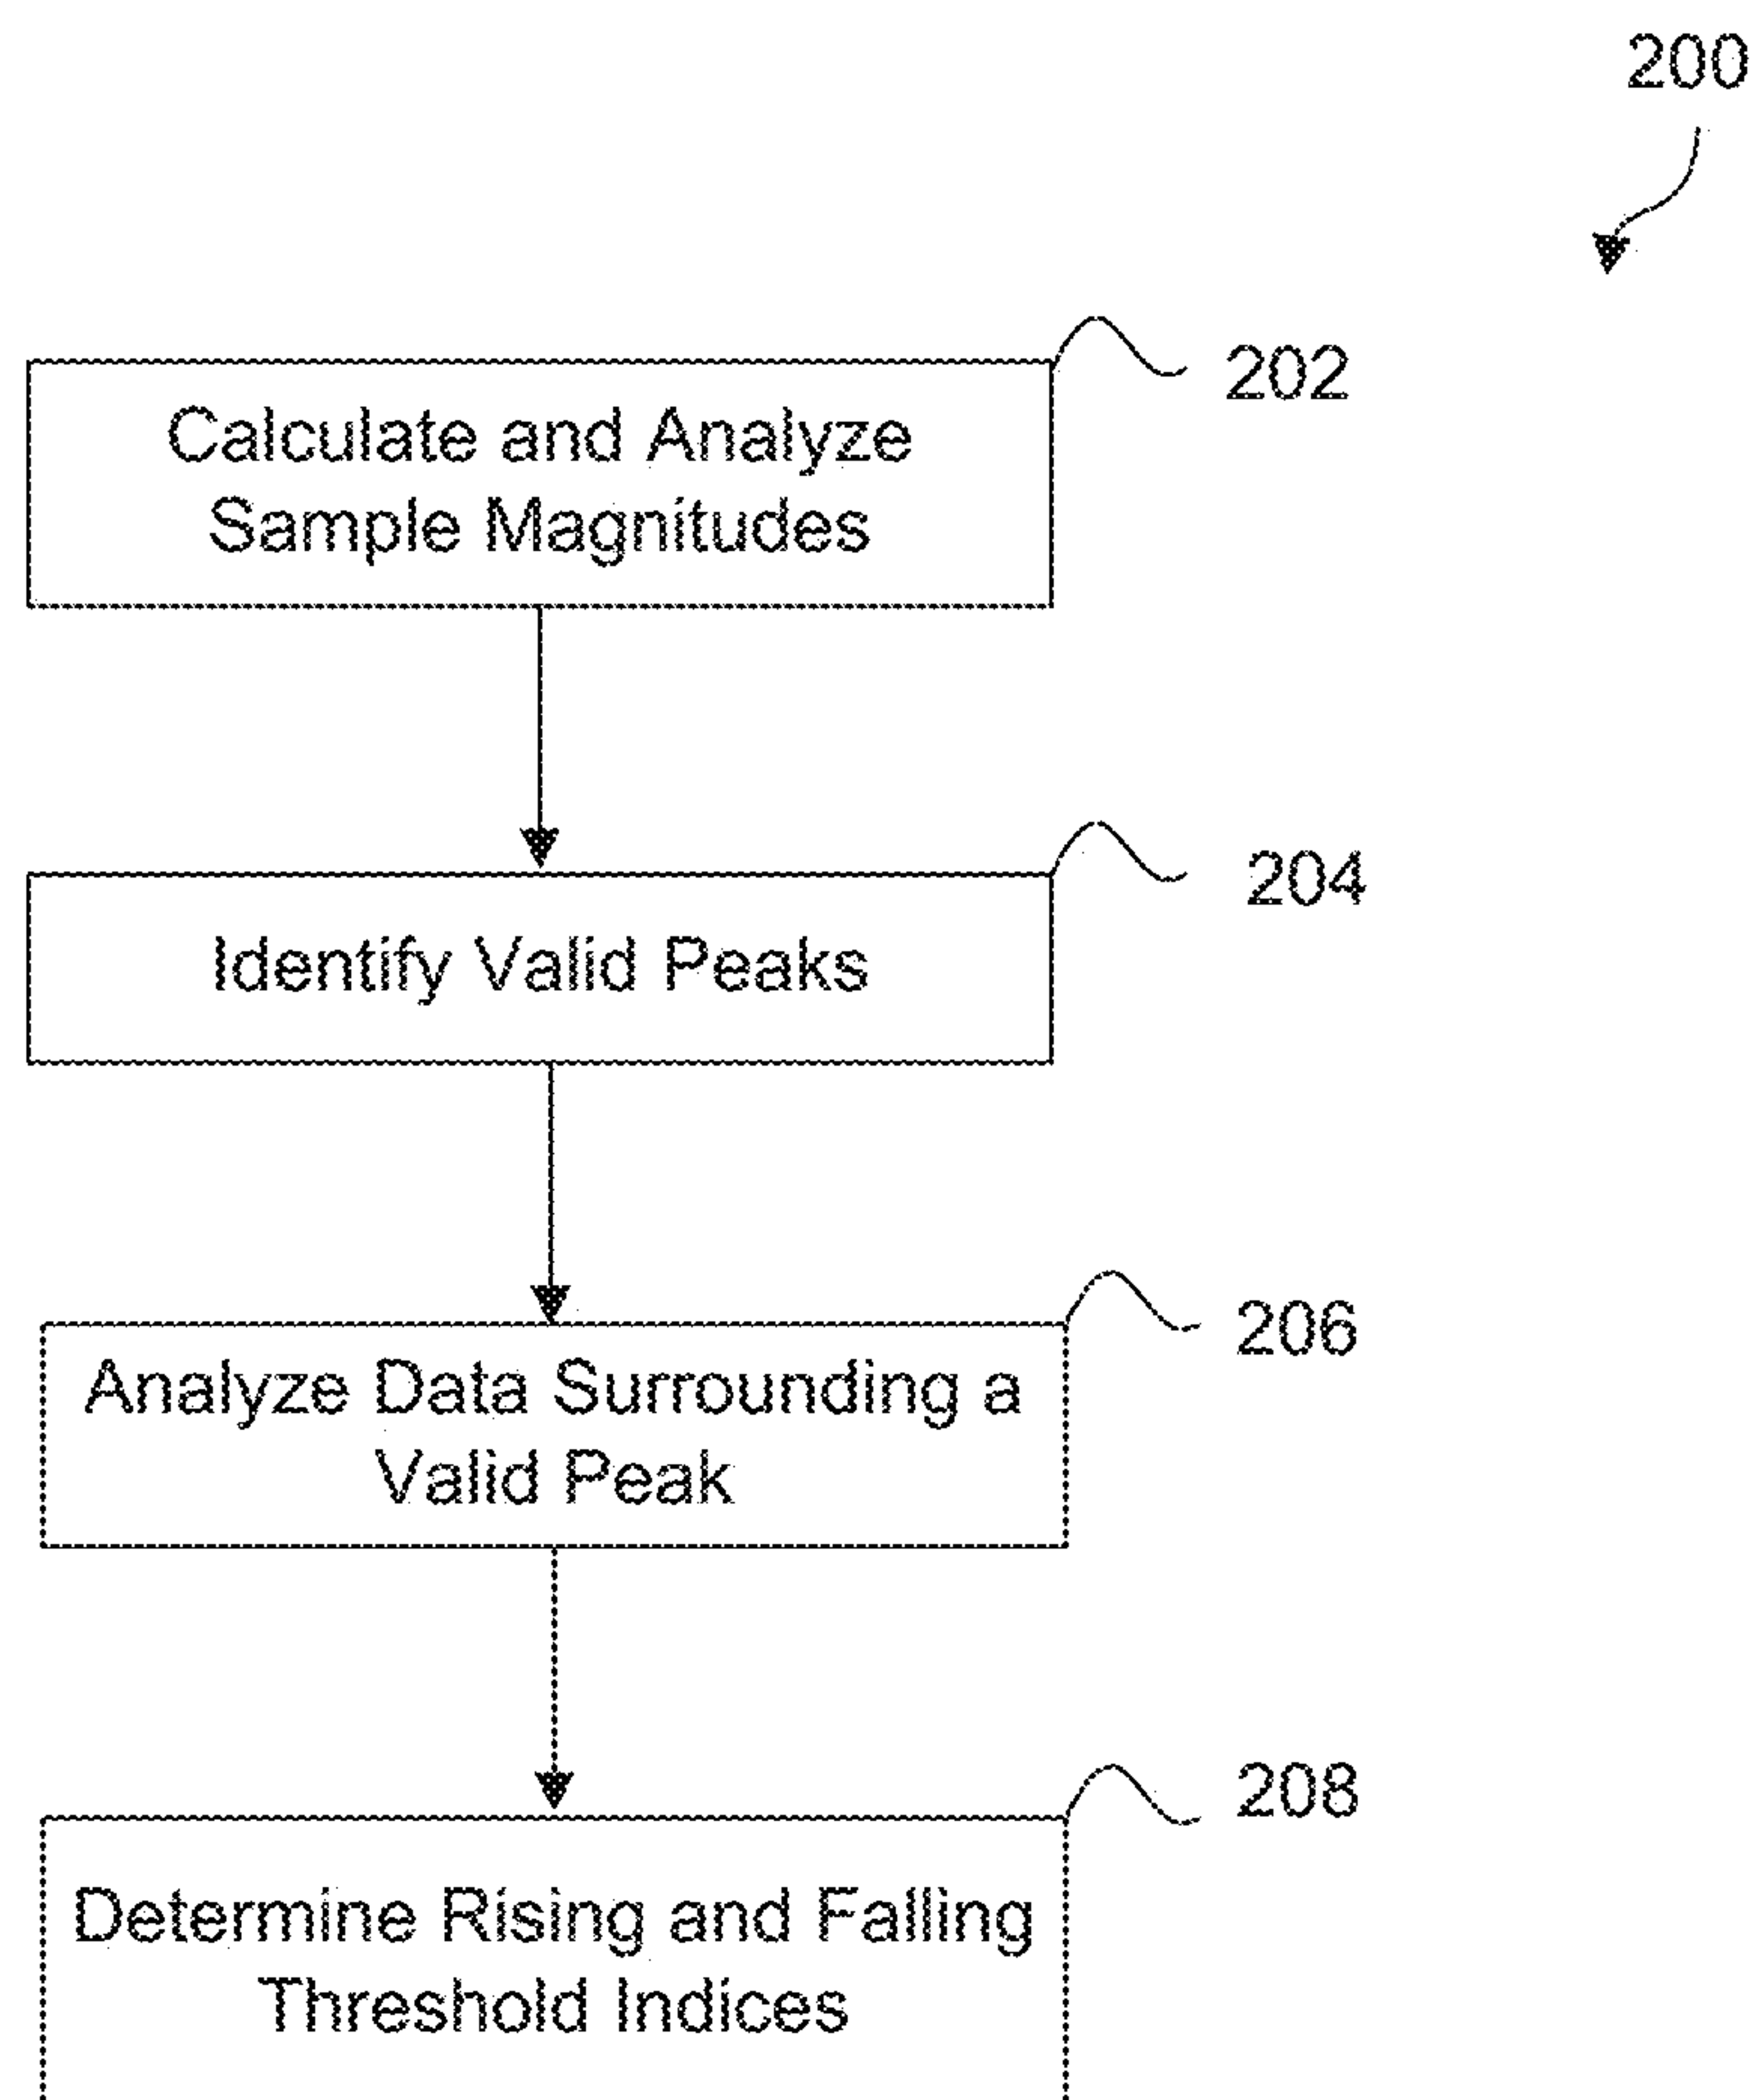 200
202
Calculate and Analyze
Sample Magnitudes
204
Identify Valid Peaks
206
Analyze Data Surrounding a
Valid Peak
208
Determine Rising and Falling
Threshold Indices